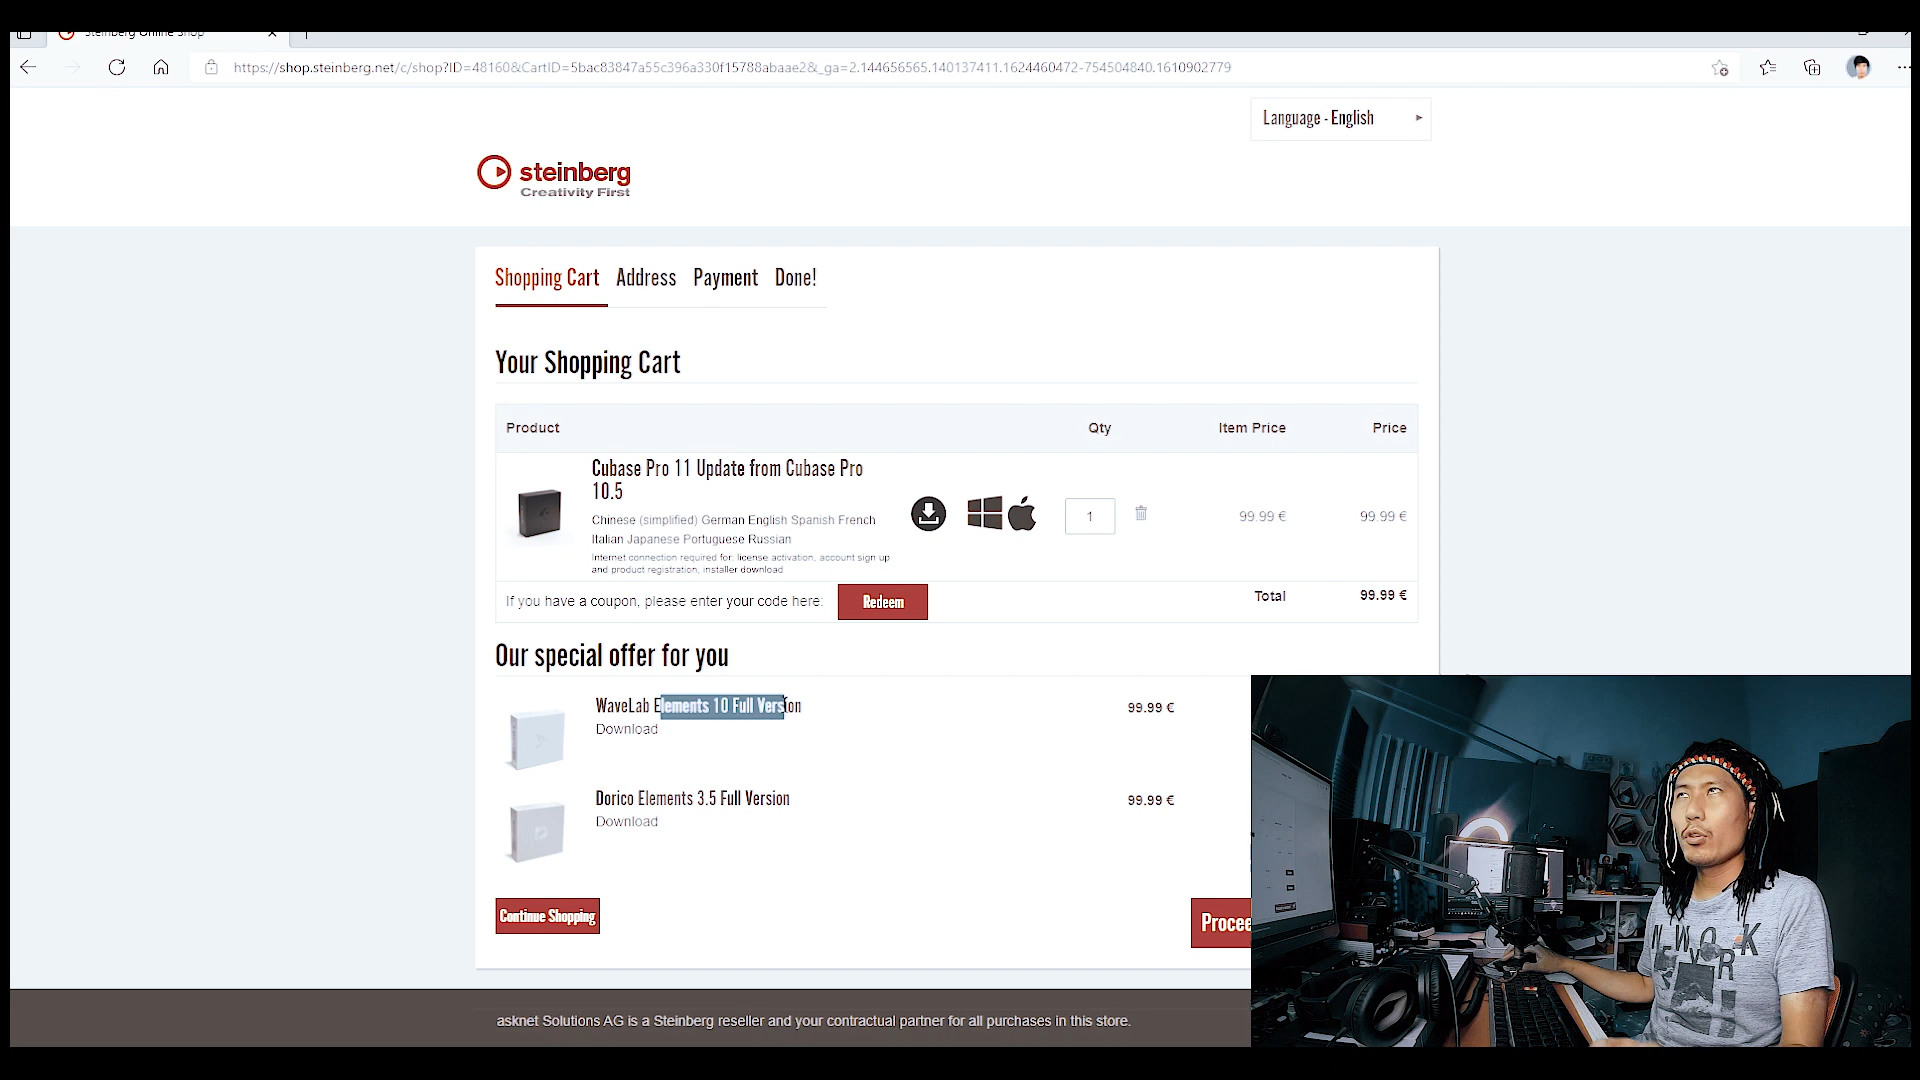 Steinberg Online Shop
https://shop.steinberg.net/c/shop?ID=48160&CartID=5bac83847a55c396a330f15788abaae2&_ga=2.144656565.140137411.1624460472-754504840.1610902779
Language - English
steinberg
Creativity First
Shopping Cart Address Payment Done!
Your Shopping Cart
Product Qty Item Price Price
Cubase Pro 11 Update from Cubase Pro
10.5
Chinese (simplified) German English Spanish French
Italian Japanese Portuguese Russian
Internet connection required for: license activation, account sign up
and product registration, installer download
1 99.99 € 99.99 €
If you have a coupon, please enter your code here: Redeem Total 99.99 €
Our special offer for you
WaveLab Elements 10 Full Version 99.99 €
Download
Dorico Elements 3.5 Full Version 99.99 €
Download
Continue Shopping Procee
asknet Solutions AG is a Steinberg reseller and your contractual partner for all purchases in this store.